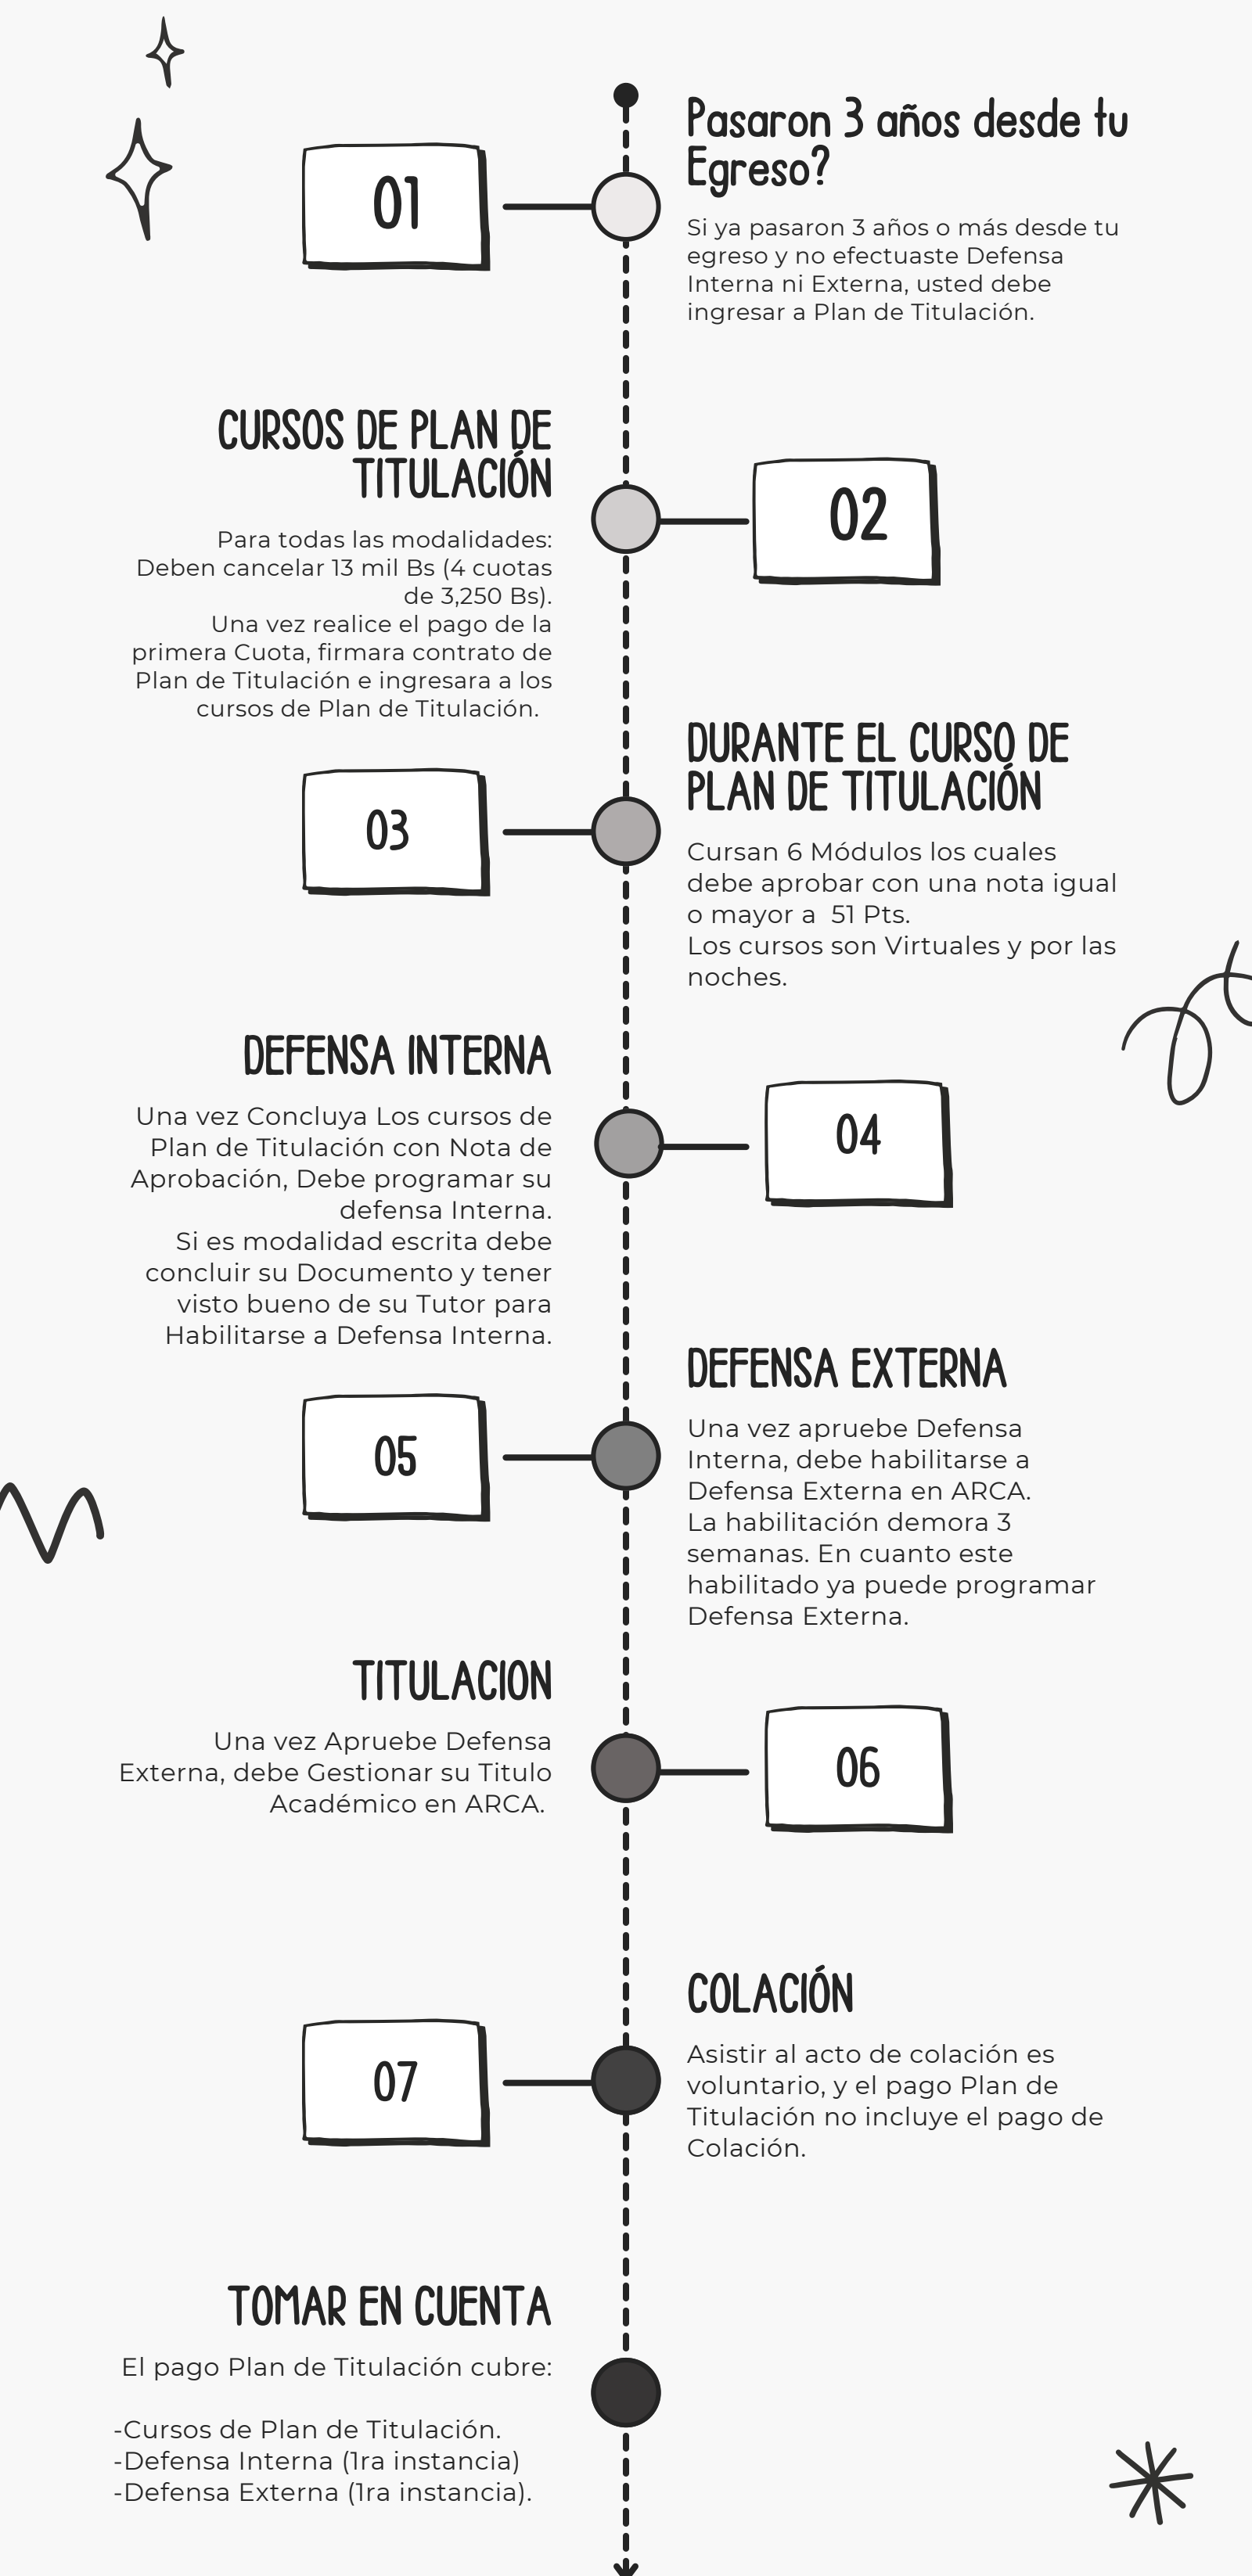 01
Pasaron 3 años desde tu
Egreso?
Si ya pasaron 3 años o más desde tu
egreso y no efectuaste Defensa
Interna ni Externa, usted debe
ingresar a Plan de Titulación.
CURSOS DE PLAN DE
TITULACIÓN
Para todas las modalidades:
Deben cancelar 13 mil Bs (4 cuotas
de 3,250 Bs).
Una vez realice el pago de la
primera Cuota, firmara contrato de
Plan de Titulación e ingresara a los
cursos de Plan de Titulación.
02
03
DURANTE EL CURSO DE
PLAN DE TITULACIÓN
Cursan 6 Módulos los cuales
debe aprobar con una nota igual
o mayor a  51 Pts.
Los cursos son Virtuales y por las
noches.
DEFENSA INTERNA
Una vez Concluya Los cursos de
Plan de Titulación con Nota de
Aprobación, Debe programar su
defensa Interna.
Si es modalidad escrita debe
concluir su Documento y tener
visto bueno de su Tutor para
Habilitarse a Defensa Interna.
04
05
DEFENSA EXTERNA
Una vez apruebe Defensa
Interna, debe habilitarse a
Defensa Externa en ARCA.
La habilitación demora 3
semanas. En cuanto este
habilitado ya puede programar
Defensa Externa.
TITULACION
Una vez Apruebe Defensa
Externa, debe Gestionar su Titulo
Académico en ARCA.
06
07
COLACIÓN
Asistir al acto de colación es
voluntario, y el pago Plan de
Titulación no incluye el pago de
Colación.
TOMAR EN CUENTA
El pago Plan de Titulación cubre:
-Cursos de Plan de Titulación.
-Defensa Interna (1ra instancia)
-Defensa Externa (1ra instancia).